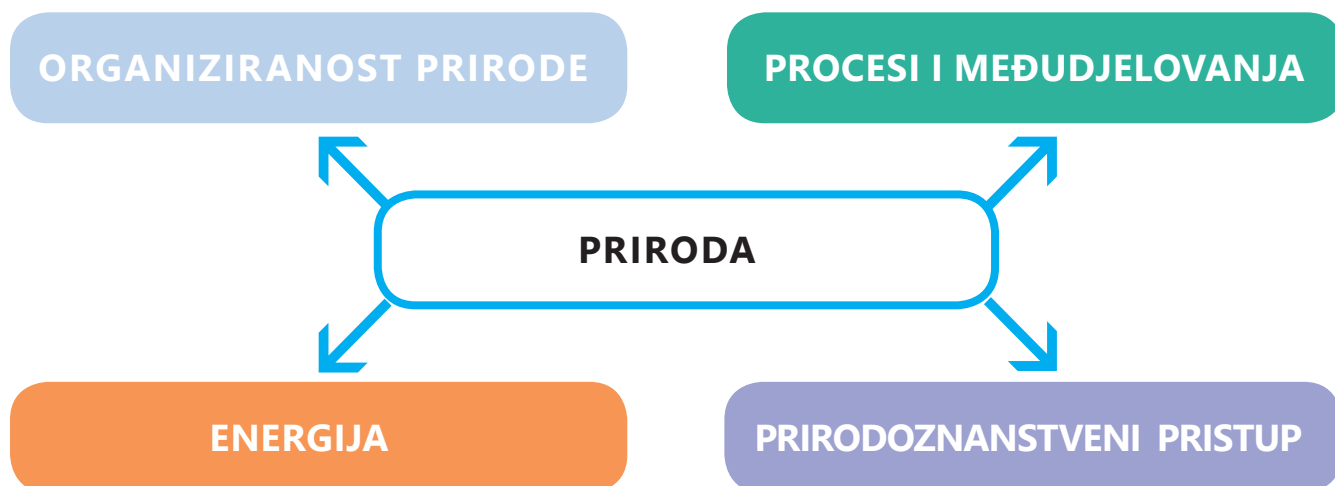 ORGANIZIRANOST PRIRODE
PROCESI I MEĐUDJELOVANJA
PRIRODA
ENERGIJA
PRIRODOZNANSTVENI PRISTUP